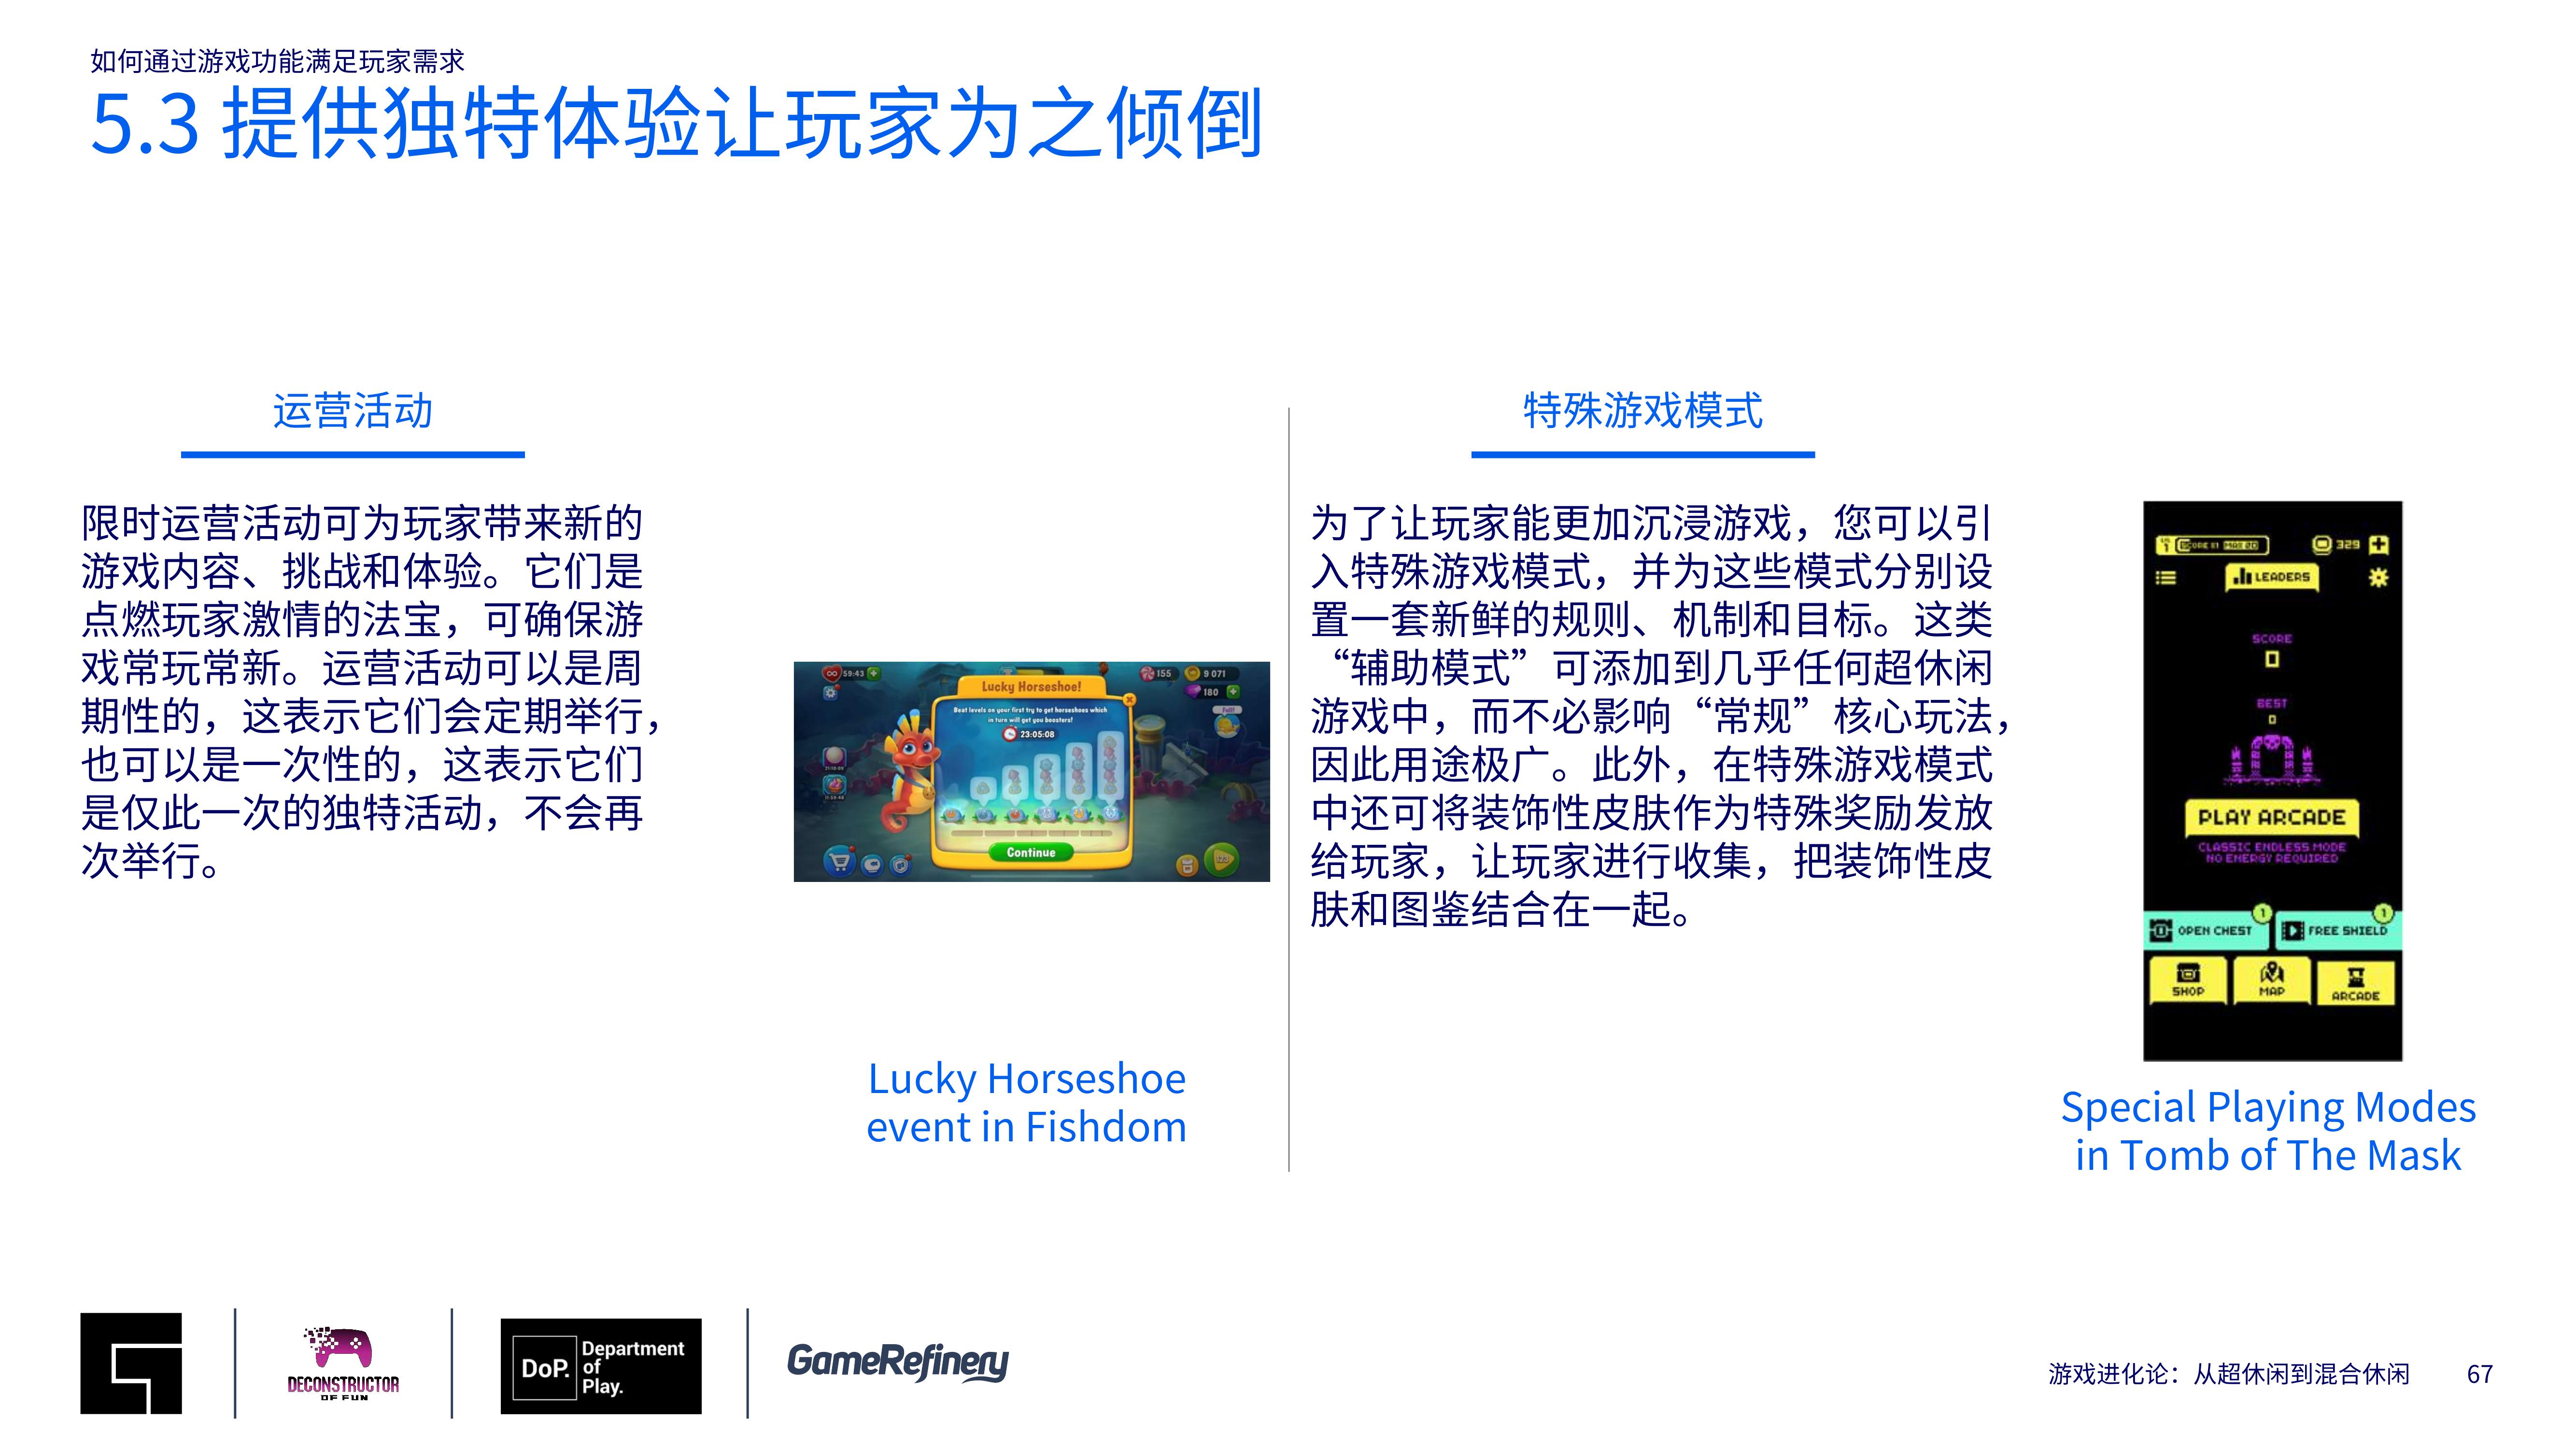 如何通过游戏功能满足玩家需求
5.3 提供独特体验让玩家为之倾倒
运营活动
限时运营活动可为玩家带来新的
游戏内容、挑战和体验。它们是
点燃玩家激情的法宝，可确保游
戏常玩常新。运营活动可以是周
期性的，这表示它们会定期举行，
也可以是一次性的，这表示它们
是仅此一次的独特活动，不会再
次举行。
59:43
155
9 071
180
Full!
Lucky Horseshoe!
Beat levels on your first try to get horseshoes which
in turn will get you boosters!
23:05:08
Continue
Lucky Horseshoe
event in Fishdom
特殊游戏模式
为了让玩家能更加沉浸游戏，您可以引
入特殊游戏模式，并为这些模式分别设
置一套新鲜的规则、机制和目标。这类
“辅助模式”可添加到几乎任何超休闲
游戏中，而不必影响“常规”核心玩法，
因此用途极广。此外，在特殊游戏模式
中还可将装饰性皮肤作为特殊奖励发放
给玩家，让玩家进行收集，把装饰性皮
肤和图鉴结合在一起。
329
LEADERS
SCORE
0
BEST
0
PLAY ARCADE
CLASSIC ENDLESS MODE
NO ENERGY REQUIRED
1
1
OPEN CHEST
FREE SHIELD
SHOP
MAP
ARCADE
Special Playing Modes
in Tomb of The Mask
DECONSTRUCTOR
OF FUN
DoP.
Department
of
Play.
GameRefinery
游戏进化论：从超休闲到混合休闲
67